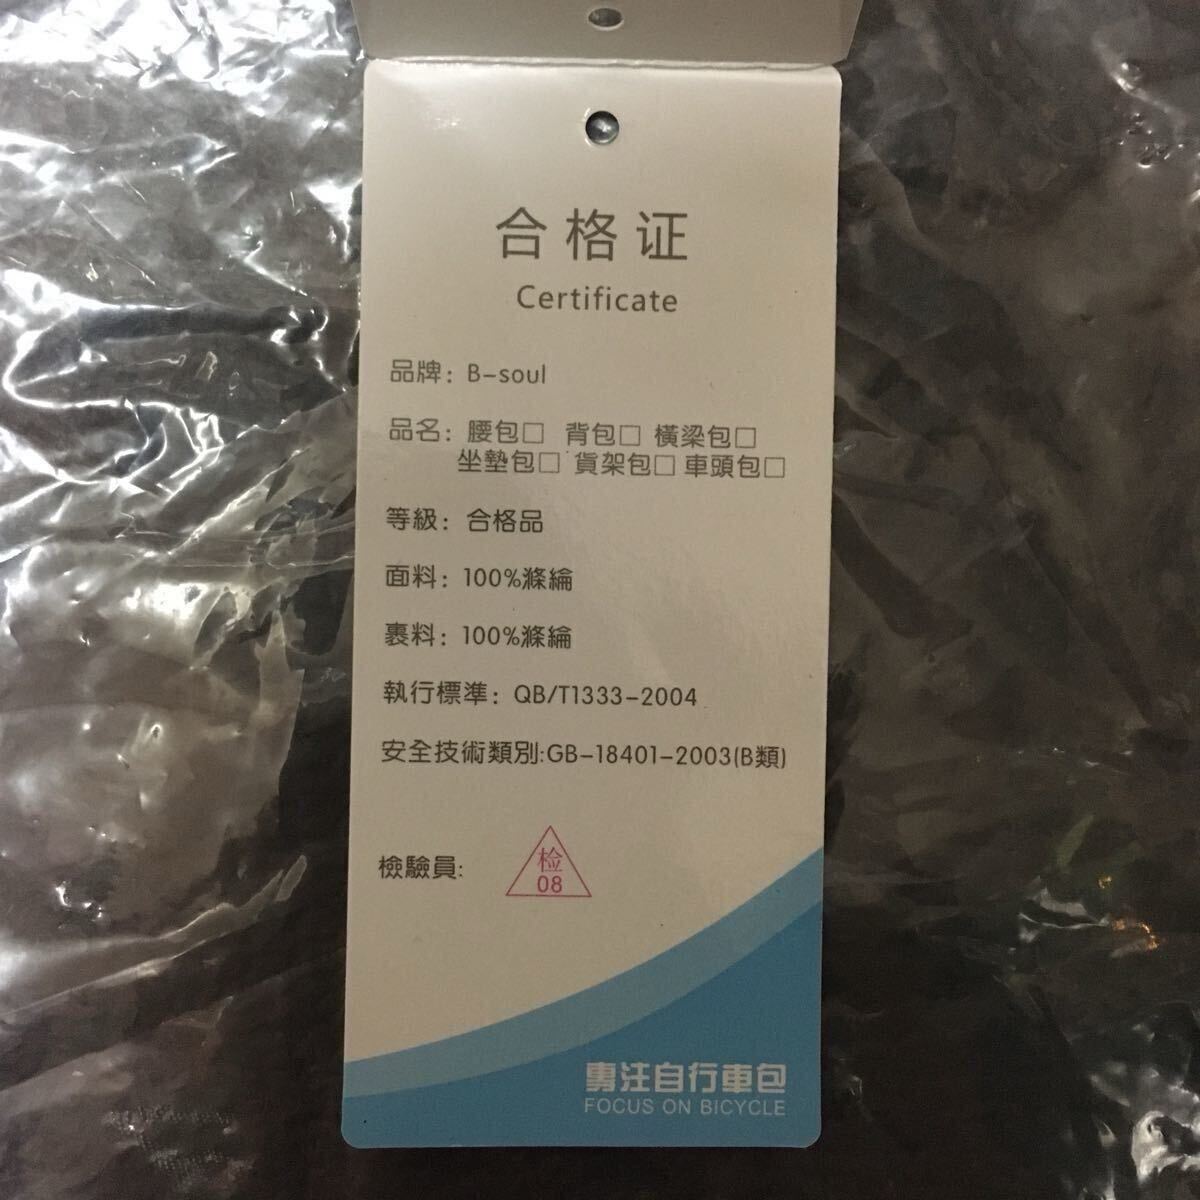 合格证
Certificate
品牌: B-soul
品名: 腰包□ 背包□ 橫梁包□
坐墊包□ 貨架包□ 車頭包□
等級: 合格品
面料: 100%滌綸
裹料: 100%滌綸
執行標準: QB/T1333-2004
安全技術類別:GB-18401-2003(B類)
檢驗員:
检
08
專注自行車包
FOCUS ON BICYCLE